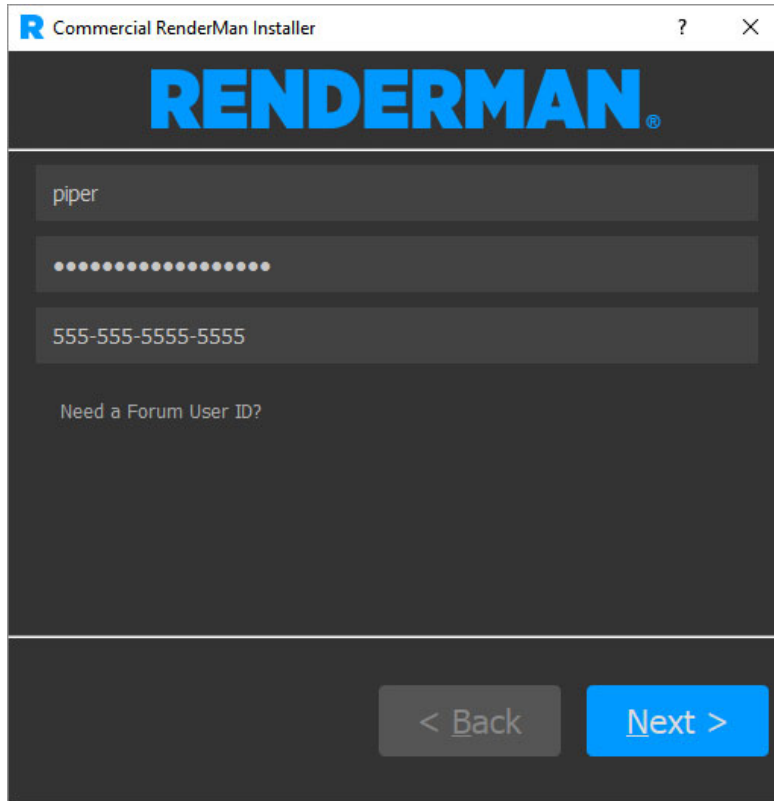 R Commercial RenderMan Installer ? ×
RENDERMAN®
piper
●●●●●●●●●●●●●●●●●●
555-555-5555-5555
Need a Forum User ID?
< Back Next >